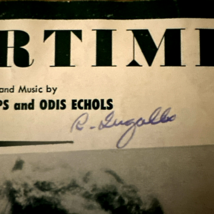 RTIME
and Music by
PS and ODIS ECHOLS